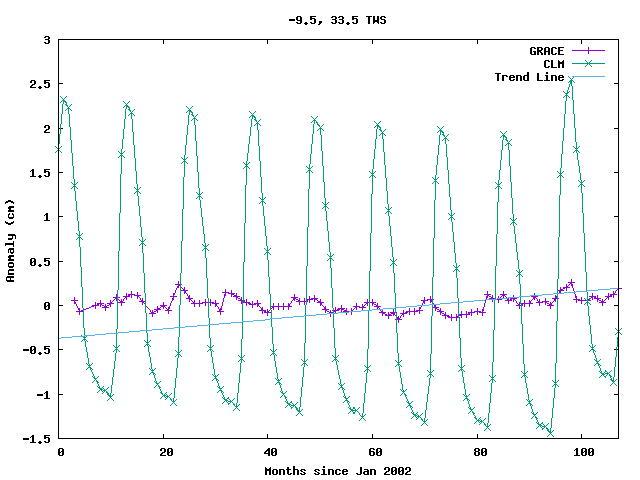 -9.5, 33.5 TWS
GRACE
CLM
Trend Line
3
2.5
2
1.5
1
0.5
0
-0.5
-1
-1.5
Anomaly (cm)
0 20 40 60 80 100
Months since Jan 2002